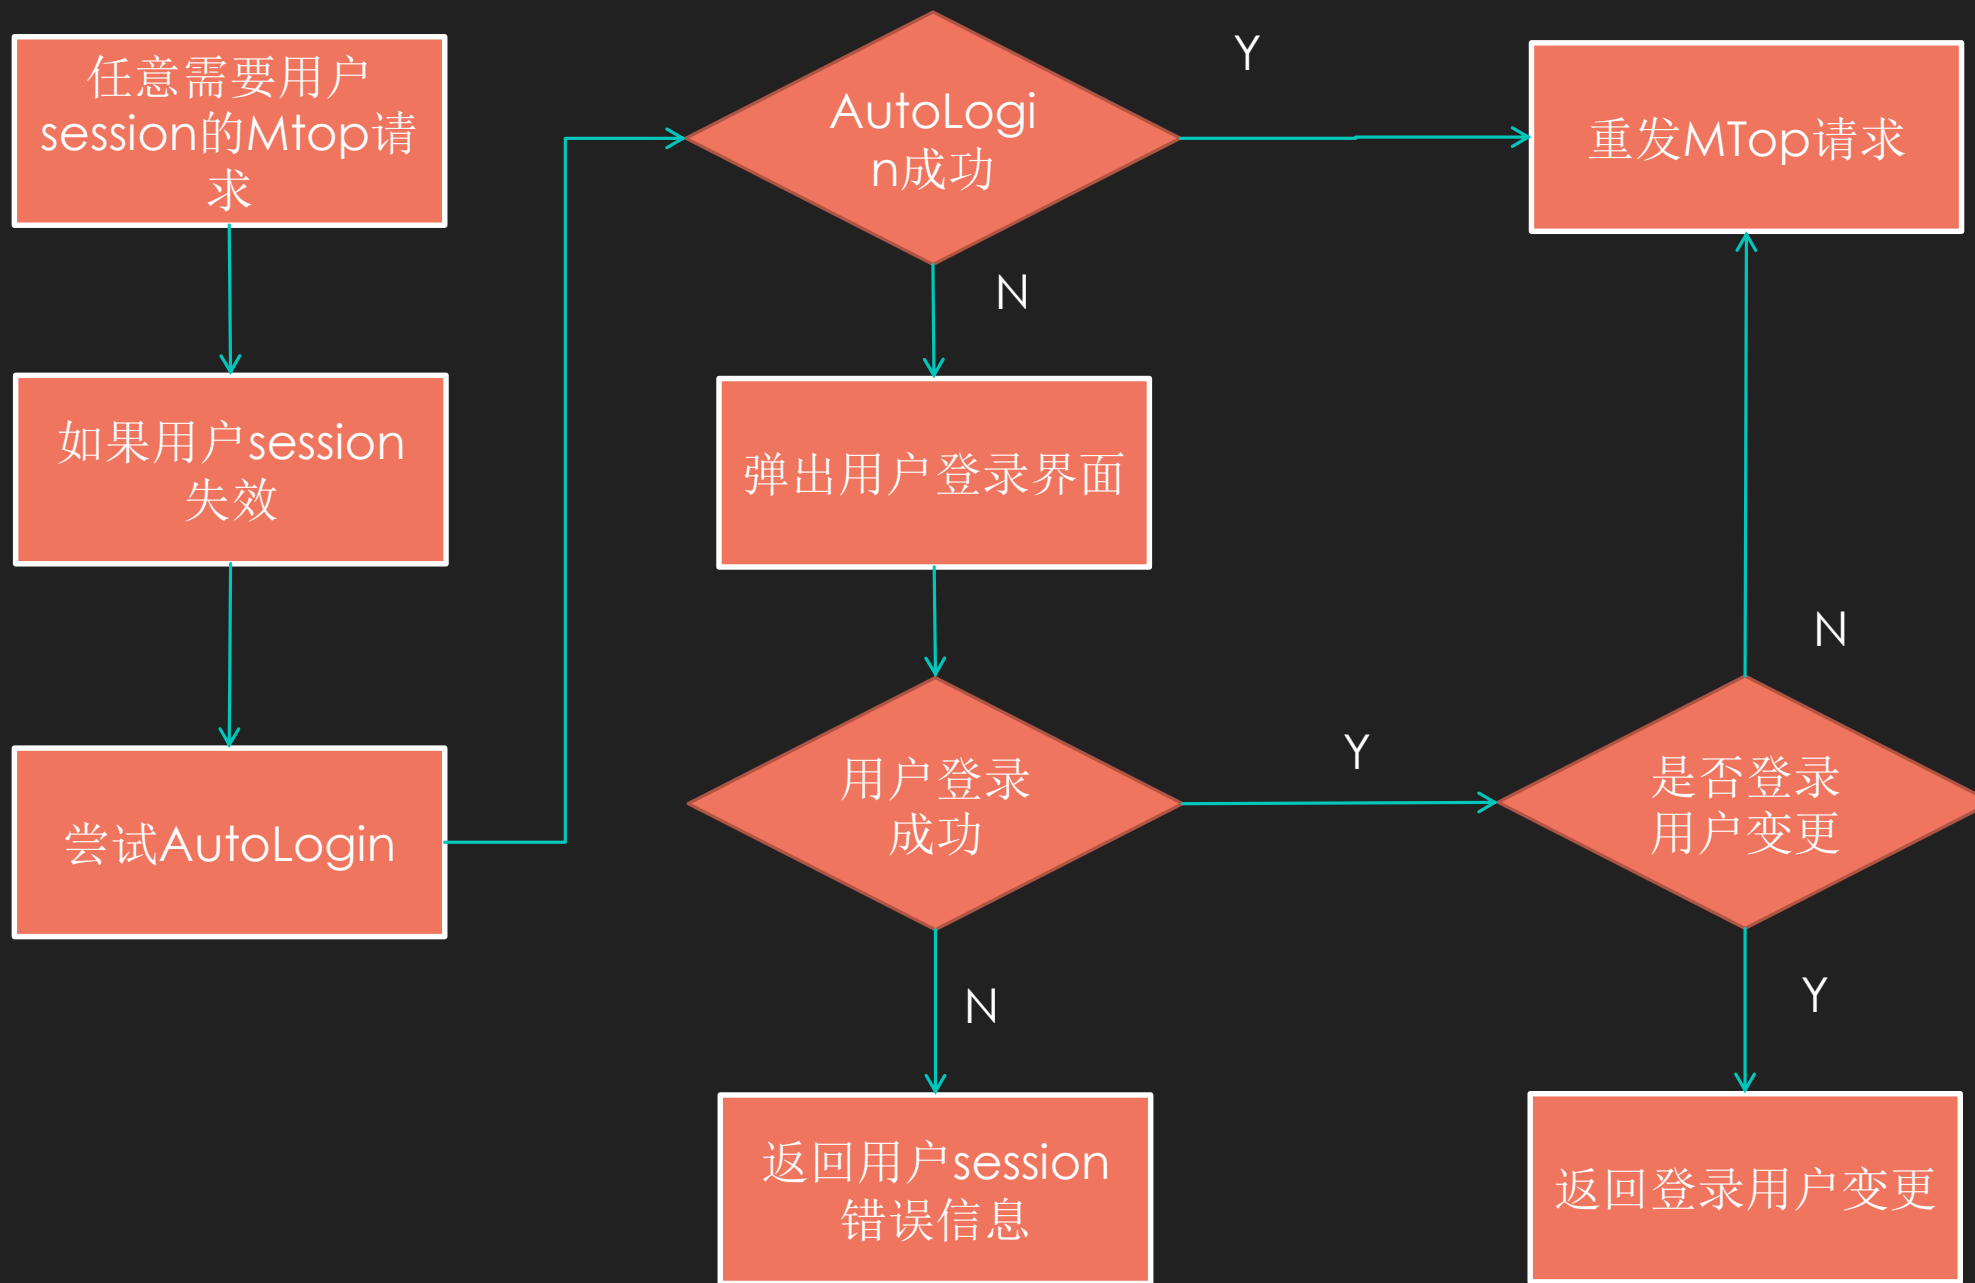 任意需要用户
session的Mtop请
求
如果用户session
失效
尝试AutoLogin
AutoLogi
n成功
Y
重发MTop请求
N
弹出用户登录界面
用户登录
成功
Y
N
是否登录
用户变更
N
返回用户session
错误信息
Y
返回登录用户变更